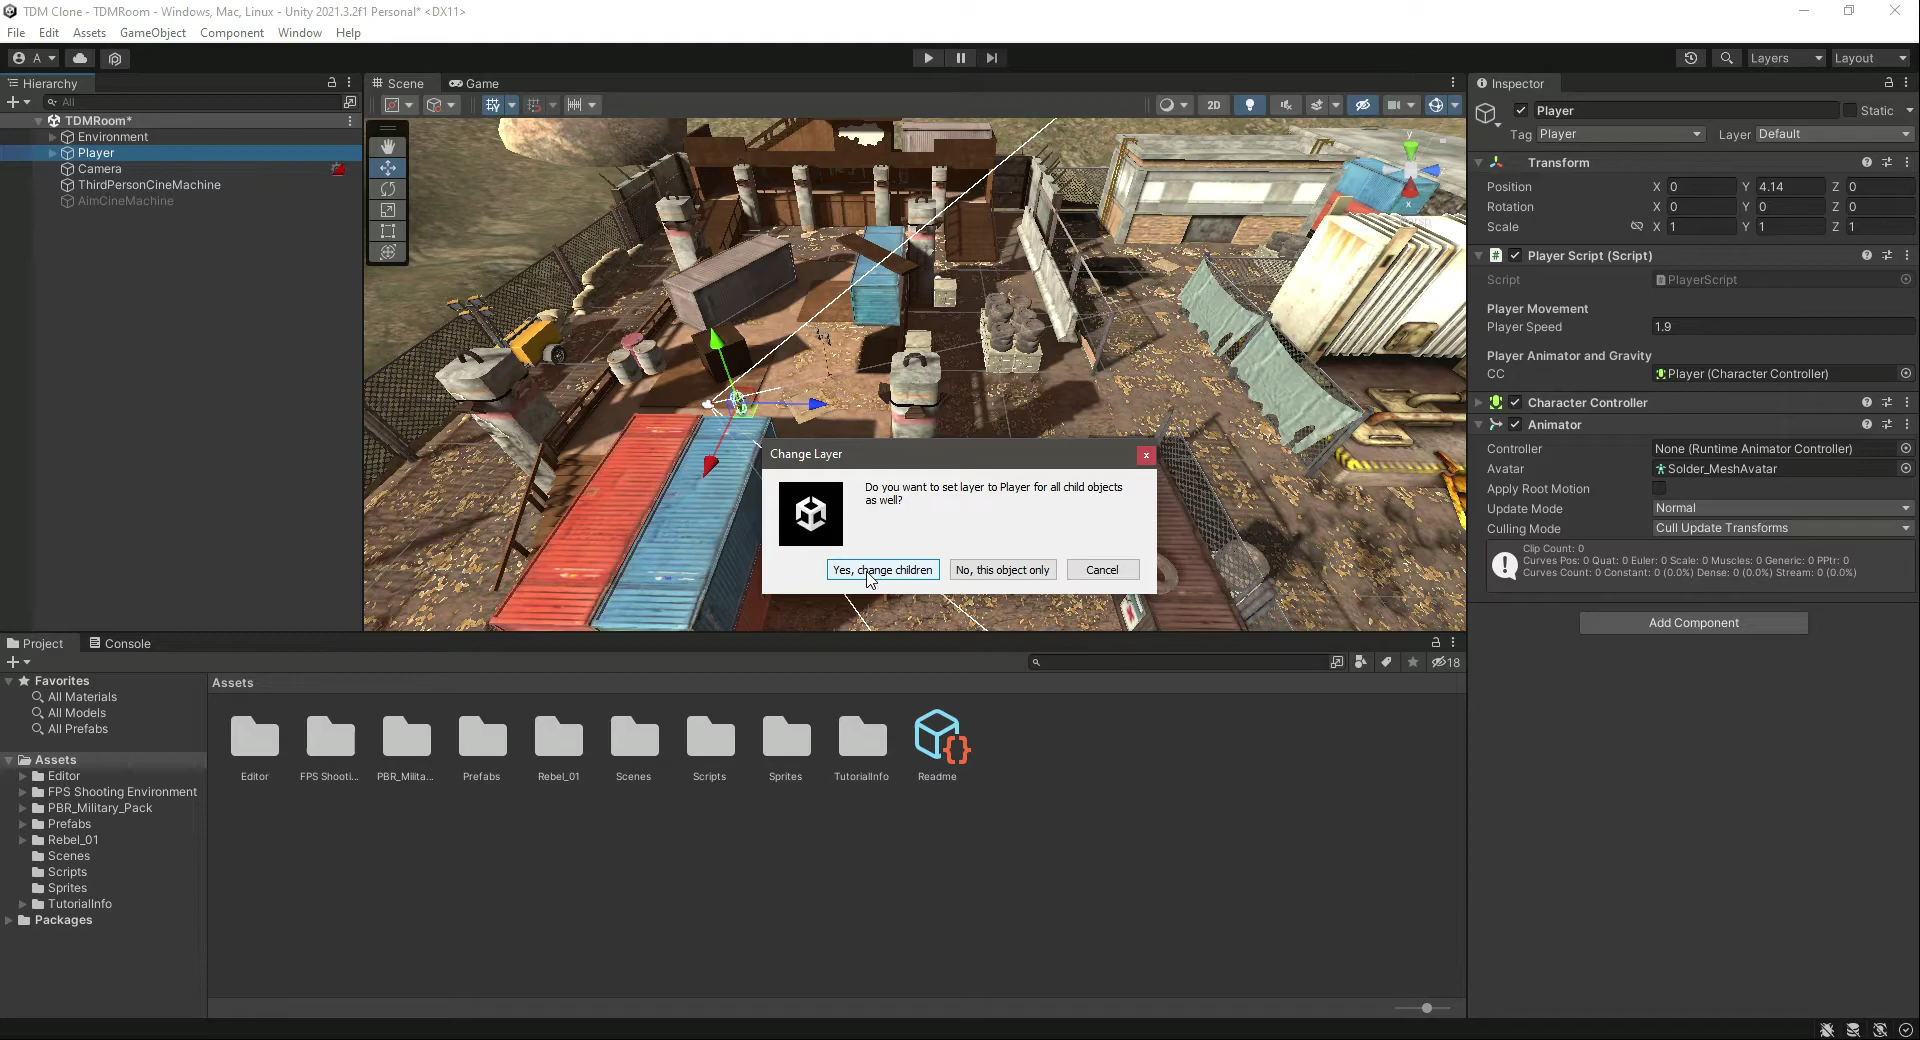 TDM Clone - TDMRoom - Windows, Mac, Linux - Unity 2021.3.2f1 Personal* <DX11>
File Edit Assets GameObject Component Window Help
A
Layers
Layout
Hierarchy
All
TDMRoom*
Environment
Player
Camera
ThirdPersonCineMachine
AimCineMachine
Scene
Game
2D
y
x
Change Layer
x
Do you want to set layer to Player for all child objects
as well?
Yes, change children
No, this object only
Cancel
Inspector
Player
Static
Tag Player
Layer Default
Transform
Position X 0 Y 4.14 Z 0
Rotation X 0 Y 0 Z 0
Scale X 1 Y 1 Z 1
# Player Script (Script)
Script PlayerScript
Player Movement
Player Speed 1.9
Player Animator and Gravity
CC Player (Character Controller)
Character Controller
Animator
Controller None (Runtime Animator Controller)
Avatar Solder_MeshAvatar
Apply Root Motion
Update Mode Normal
Culling Mode Cull Update Transforms
Clip Count: 0
Curves Pos: 0 Quat: 0 Euler: 0 Scale: 0 Muscles: 0 Generic: 0 PPtr: 0
Curves Count: 0 Constant: 0 (0.0%) Dense: 0 (0.0%) Stream: 0 (0.0%)
Add Component
Project
Console
18
Favorites
All Materials
All Models
All Prefabs
Assets
Editor
FPS Shooting Environment
PBR_Military_Pack
Prefabs
Rebel_01
Scenes
Scripts
Sprites
TutorialInfo
Packages
Assets
Editor
FPS Shooti...
PBR_Milita...
Prefabs
Rebel_01
Scenes
Scripts
Sprites
TutorialInfo
Readme